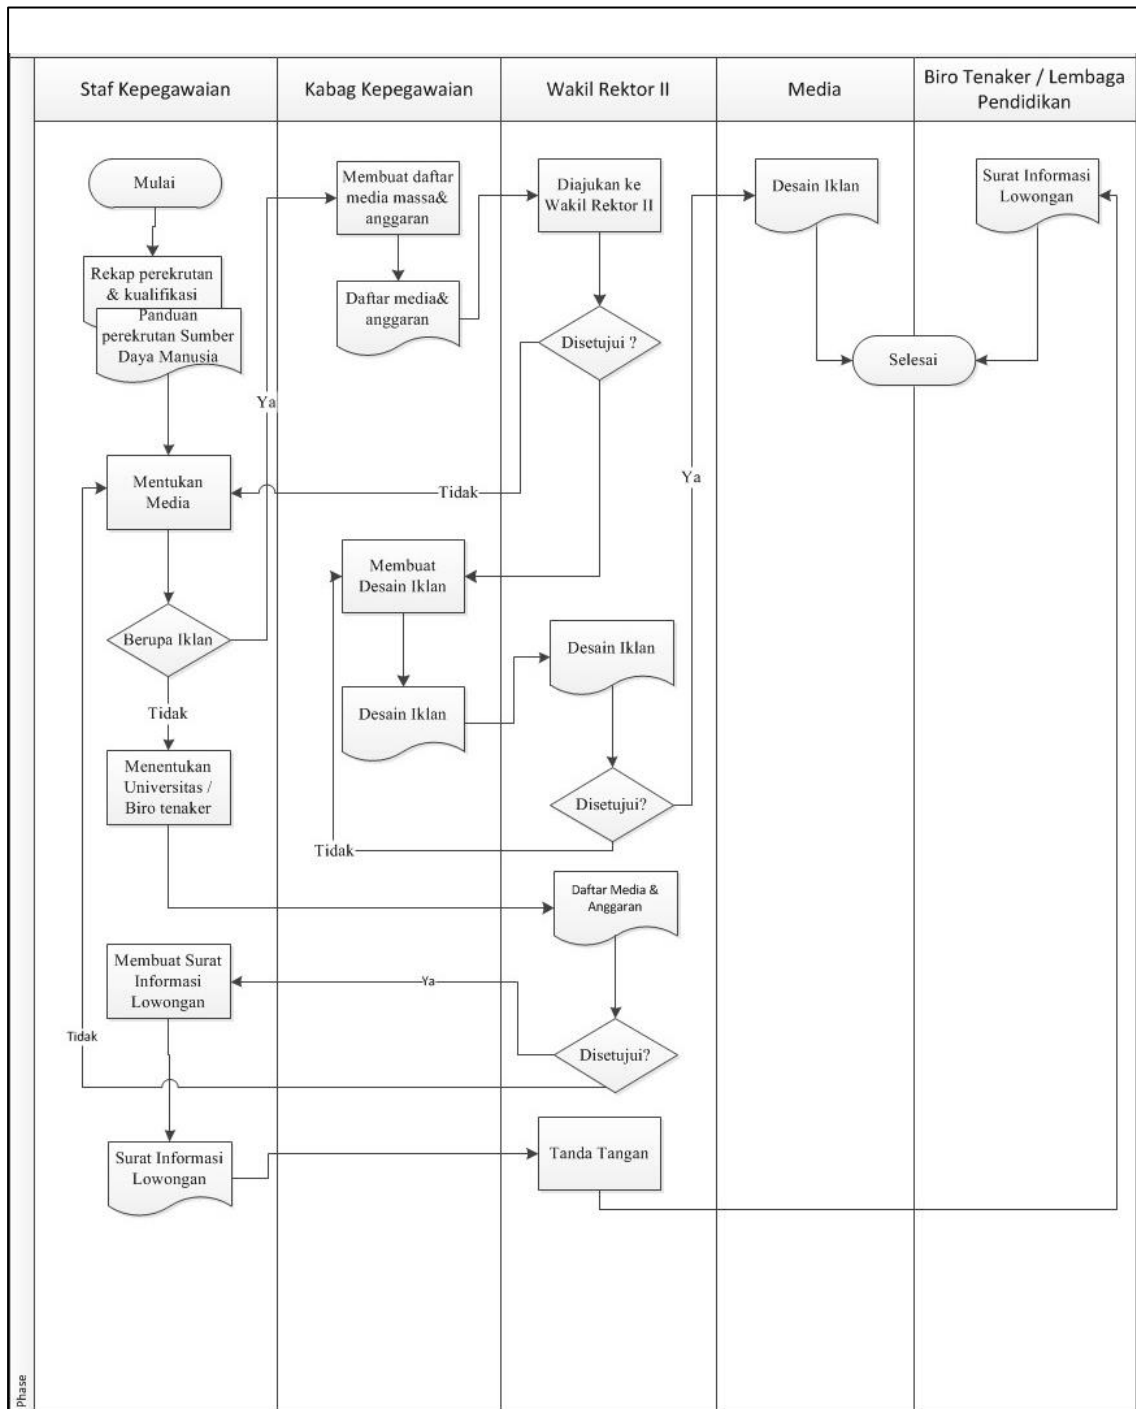 Staf Kepegawaian
Kabag Kepegawaian
Wakil Rektor II
Media
Biro Tenaker / Lembaga
Pendidikan
Mulai
Rekap perekrutan
& kualifikasi
Panduan
perekrutan Sumber
Daya Manusia
Ya
Mentukan
Media
Berupa Iklan
Tidak
Menentukan
Universitas /
Biro tenaker
Membuat Surat
Informasi
Lowongan
Tidak
Surat Informasi
Lowongan
Membuat daftar
media massa&
anggaran
Daftar media&
anggaran
Tidak
Membuat
Desain Iklan
Desain Iklan
Tidak
Ya
Diajukan ke
Wakil Rektor II
Disetujui ?
Desain Iklan
Disetujui?
Ya
Daftar Media &
Anggaran
Disetujui?
Tanda Tangan
Desain Iklan
Surat Informasi
Lowongan
Selesai
Phase